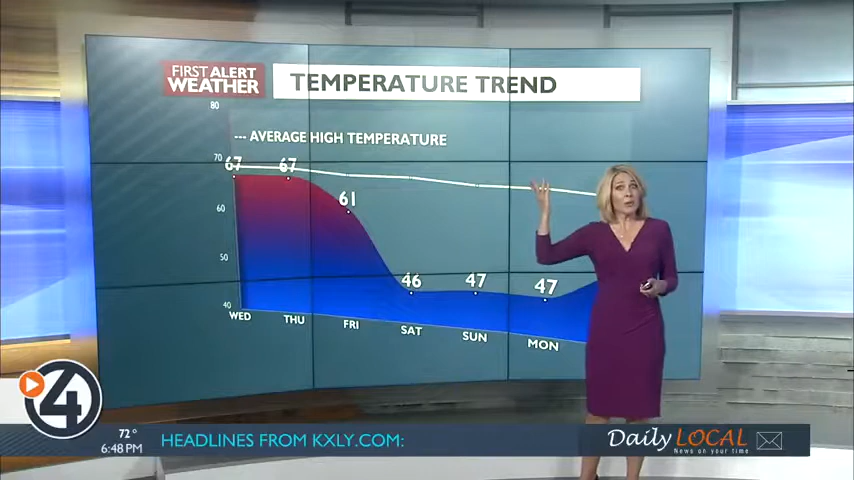 FIRST ALERT
WEATHER
TEMPERATURE TREND
80
--- AVERAGE HIGH TEMPERATURE
70
67
67
61
60
50
46
47
47
40
WED
THU
FRI
SAT
SUN
MON
4
72°
6:48 PM
HEADLINES FROM KXLY.COM:
Daily LOCAL
News on your time